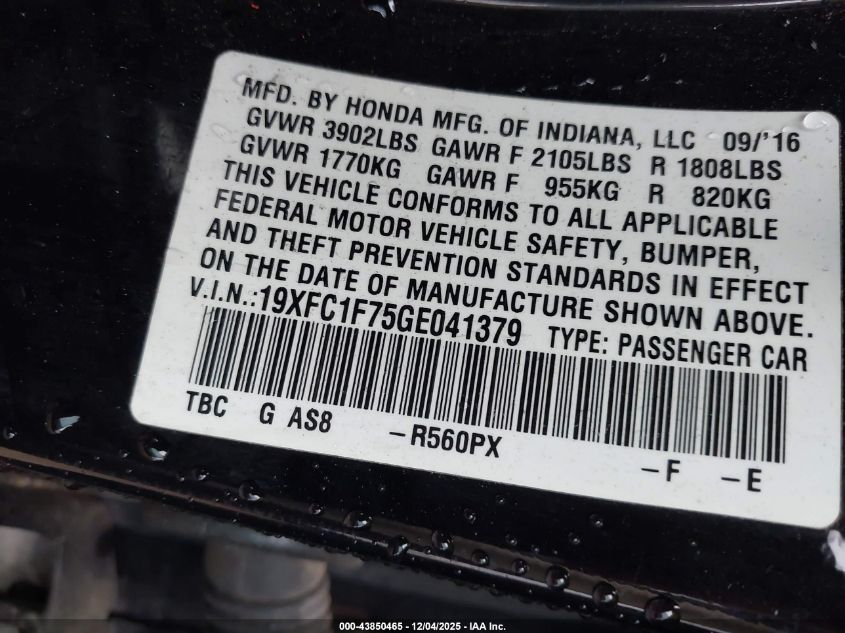 MFD. BY HONDA MFG. OF INDIANA, LLC 09/'16
GVWR 3902LBS GAWR F 2105LBS R 1808LBS
GVWR 1770KG GAWR F 955KG R 820KG
THIS VEHICLE CONFORMS TO ALL APPLICABLE
FEDERAL MOTOR VEHICLE SAFETY, BUMPER,
AND THEFT PREVENTION STANDARDS IN EFFECT
ON THE DATE OF MANUFACTURE SHOWN ABOVE.
V.I.N.:19XFC1F75GE041379 TYPE: PASSENGER CAR
TBC G AS8 -R560PX -F -E
000-43850465 - 12/04/2025 - IAA Inc.